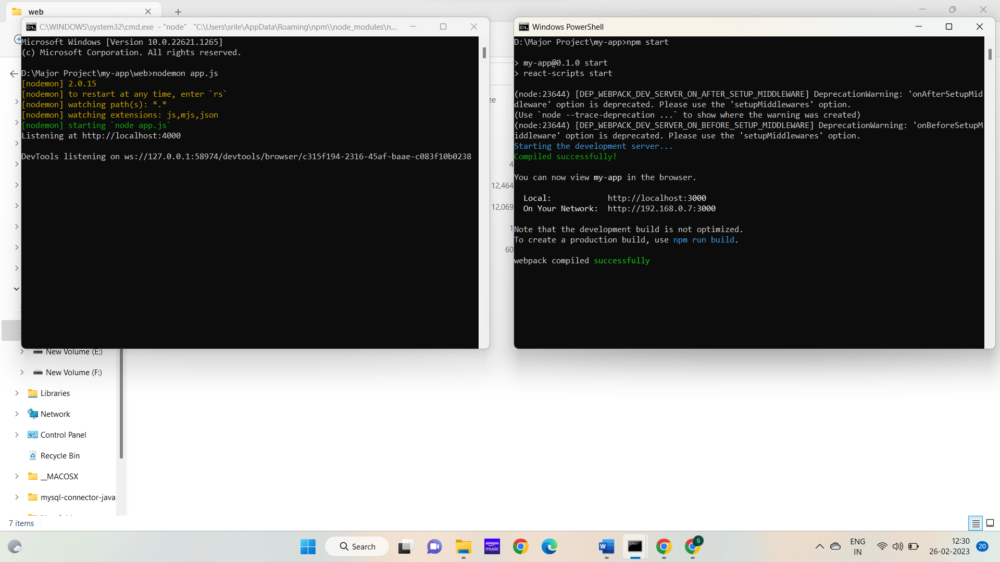 web
C:\WINDOWS\system32\cmd.exe - "node" "C:\Users\srile\AppData\Roaming\npm\\node_modules\n...
Microsoft Windows [Version 10.0.22621.1265]
(c) Microsoft Corporation. All rights reserved.
D:\Major Project\my-app\web>nodemon app.js
[nodemon] 2.0.15
[nodemon] to restart at any time, enter `rs`
[nodemon] watching path(s): *.*
[nodemon] watching extensions: js,mjs,json
[nodemon] starting `node app.js`
Listening at http://localhost:4000
DevTools listening on ws://127.0.0.1:58974/devtools/browser/c315f194-2316-45af-baae-c083f10b0238
ze
4
12,464
12,069
1
60
Windows PowerShell
D:\Major Project\my-app>npm start
> my-app@0.1.0 start
> react-scripts start
(node:23644) [DEP_WEBPACK_DEV_SERVER_ON_AFTER_SETUP_MIDDLEWARE] DeprecationWarning: 'onAfterSetupMid
dleware' option is deprecated. Please use the 'setupMiddlewares' option.
(Use `node --trace-deprecation ...` to show where the warning was created)
(node:23644) [DEP_WEBPACK_DEV_SERVER_ON_BEFORE_SETUP_MIDDLEWARE] DeprecationWarning: 'onBeforeSetupM
iddleware' option is deprecated. Please use the 'setupMiddlewares' option.
Starting the development server...
Compiled successfully!
You can now view my-app in the browser.
Local: http://localhost:3000
On Your Network: http://192.168.0.7:3000
Note that the development build is not optimized.
To create a production build, use npm run build.
webpack compiled successfully
New Volume (E:)
New Volume (F:)
Libraries
Network
Control Panel
Recycle Bin
__MACOSX
mysql-connector-java
7 items
Search
amazon
music
W
S
ENG
IN
12:30
26-02-2023
20